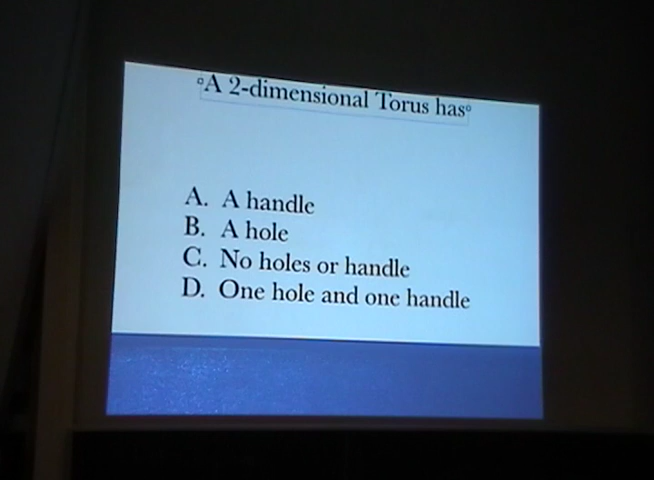 A 2-dimensional Torus has
A. A handle
B. A hole
C. No holes or handle
D. One hole and one handle